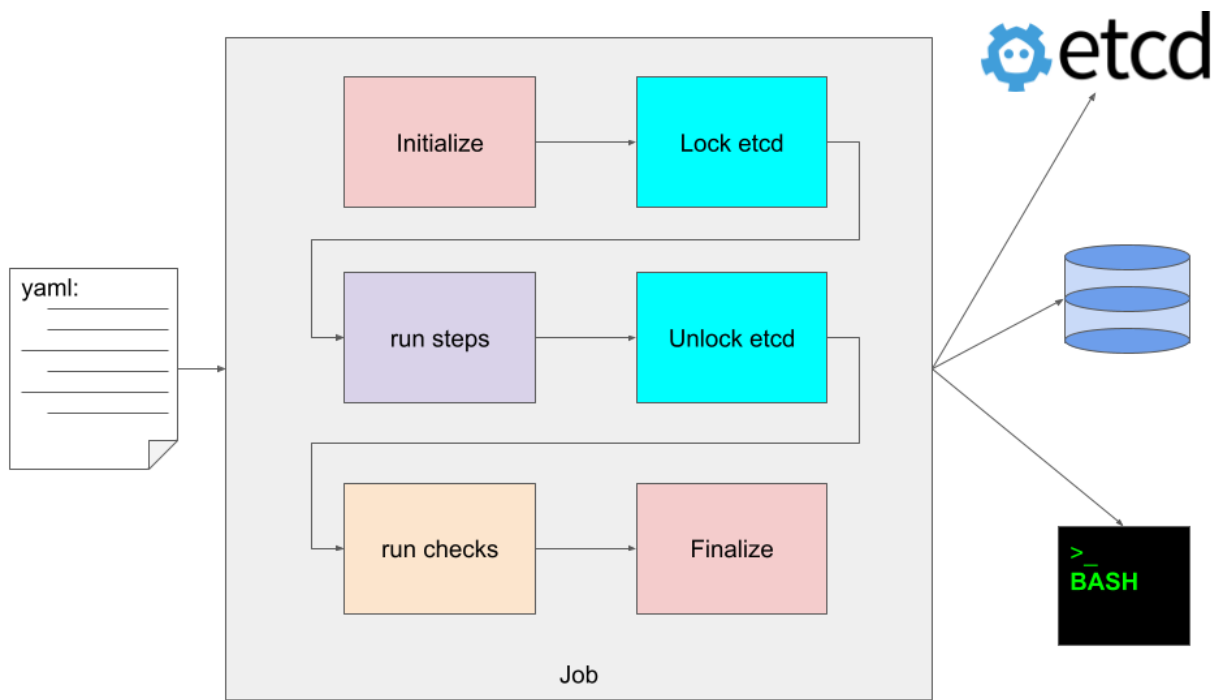 etcd
Initialize
Lock etcd
yaml:
run steps
Unlock etcd
run checks
Finalize
>_
BASH
Job